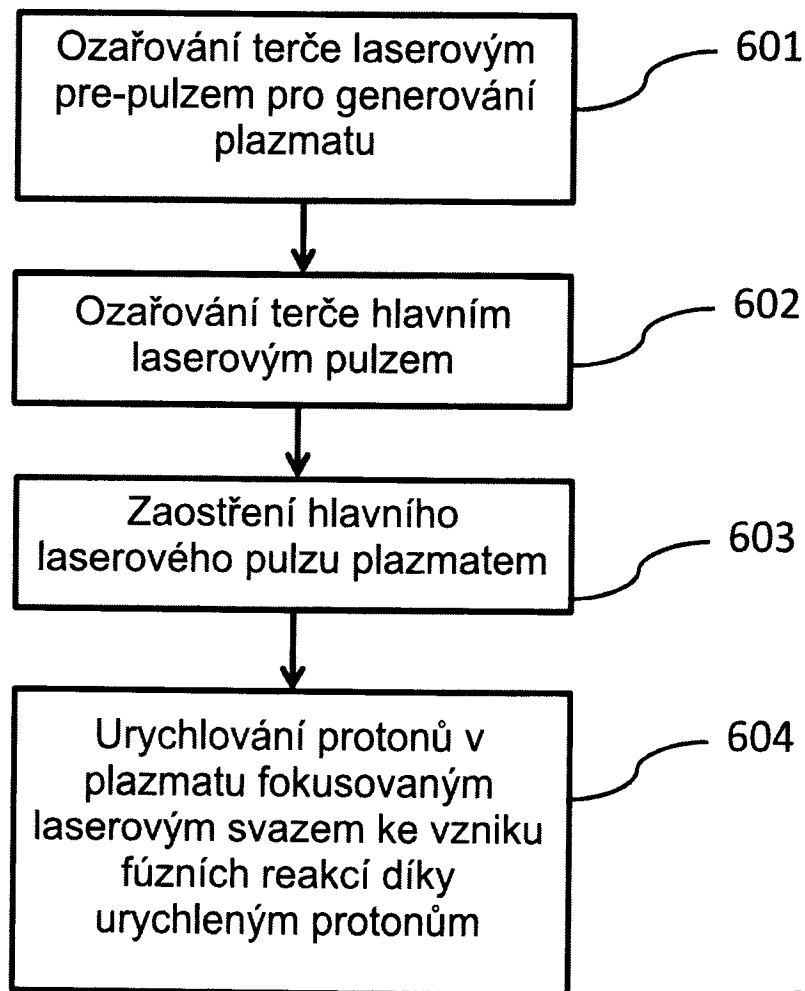 Ozařování terče laserovým
pre-pulzem pro generování
plazmatu
601
Ozařování terče hlavním
laserovým pulzem
602
Zaostření hlavního
laserového pulzu plazmatem
603
Urychlování protonů v
plazmatu fokusovaným
laserovým svazem ke vzniku
fúzních reakcí díky
urychleným protonům
604